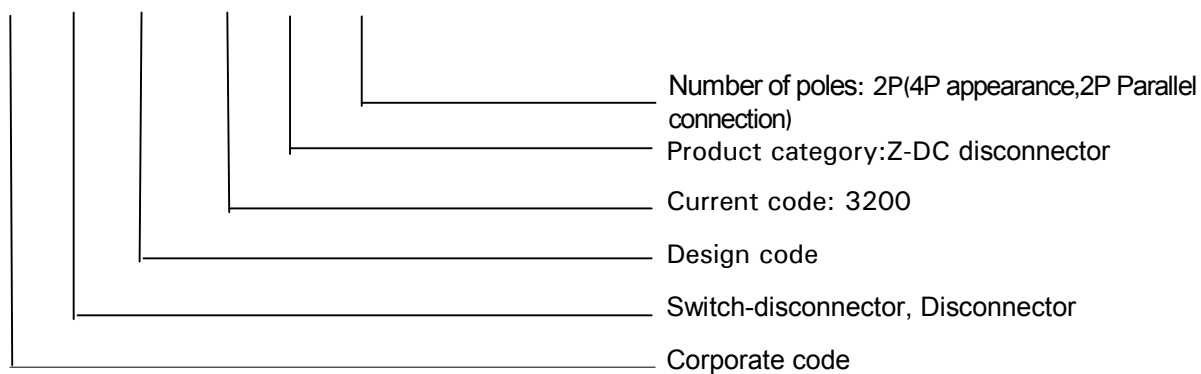 Number of poles: 2P(4P appearance,2P Parallel
connection)
Product category:Z-DC disconnector
Current code: 3200
Design code
Switch-disconnector, Disconnector
Corporate code